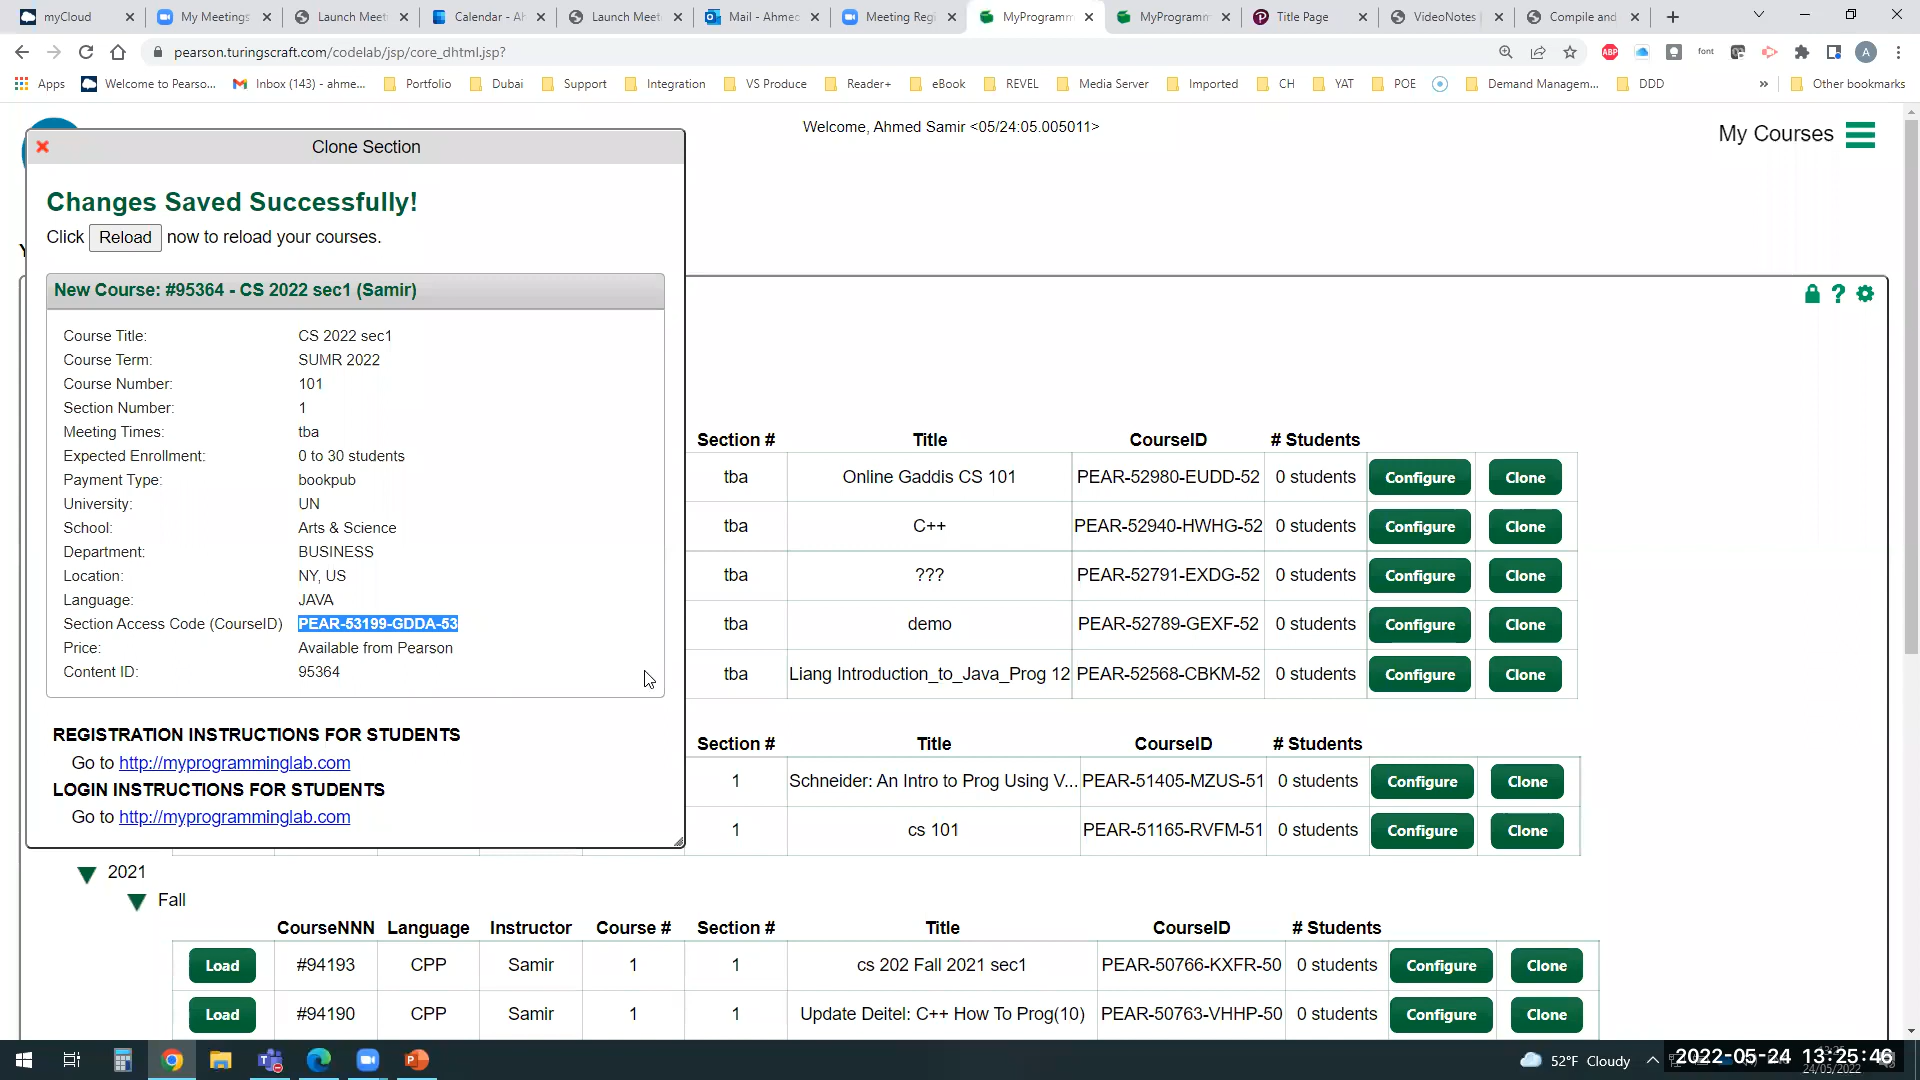 myCloud
My Meetings
Launch Meet
Calendar - Ah
Launch Meet
Mail - Ahmed
Meeting Regi
MyProgramm
MyProgramm
Title Page
VideoNotes
Compile and
pearson.turingscraft.com/codelab/jsp/core_dhtml.jsp?
ABP
font
A
Apps
Welcome to Pearso...
Inbox (143) - ahme...
Portfolio
Dubai
Support
Integration
VS Produce
Reader+
eBook
REVEL
Media Server
Imported
CH
YAT
POE
Demand Managem...
DDD
»
Other bookmarks
Welcome, Ahmed Samir <05/24:05.005011>
My Courses
Clone Section
Changes Saved Successfully!
Click Reload now to reload your courses.
New Course: #95364 - CS 2022 sec1 (Samir)
Course Title: CS 2022 sec1
Course Term: SUMR 2022
Course Number: 101
Section Number: 1
Meeting Times: tba
Expected Enrollment: 0 to 30 students
Payment Type: bookpub
University: UN
School: Arts & Science
Department: BUSINESS
Location: NY, US
Language: JAVA
Section Access Code (CourseID) PEAR-53199-GDDA-53
Price: Available from Pearson
Content ID: 95364
REGISTRATION INSTRUCTIONS FOR STUDENTS
Go to http://myprogramminglab.com
LOGIN INSTRUCTIONS FOR STUDENTS
Go to http://myprogramminglab.com
?
Section # Title CourseID # Students
tba Online Gaddis CS 101 PEAR-52980-EUDD-52 0 students Configure Clone
tba C++ PEAR-52940-HWHG-52 0 students Configure Clone
tba ??? PEAR-52791-EXDG-52 0 students Configure Clone
tba demo PEAR-52789-GEXF-52 0 students Configure Clone
tba Liang Introduction_to_Java_Prog 12 PEAR-52568-CBKM-52 0 students Configure Clone
Section # Title CourseID # Students
1 Schneider: An Intro to Prog Using V... PEAR-51405-MZUS-51 0 students Configure Clone
1 cs 101 PEAR-51165-RVFM-51 0 students Configure Clone
2021
Fall
CourseNNN Language Instructor Course # Section # Title CourseID # Students
Load #94193 CPP Samir 1 1 cs 202 Fall 2021 sec1 PEAR-50766-KXFR-50 0 students Configure Clone
Load #94190 CPP Samir 1 1 Update Deitel: C++ How To Prog(10) PEAR-50763-VHHP-50 0 students Configure Clone
52°F Cloudy
2022-05-24 13:25:46
24/05/2022